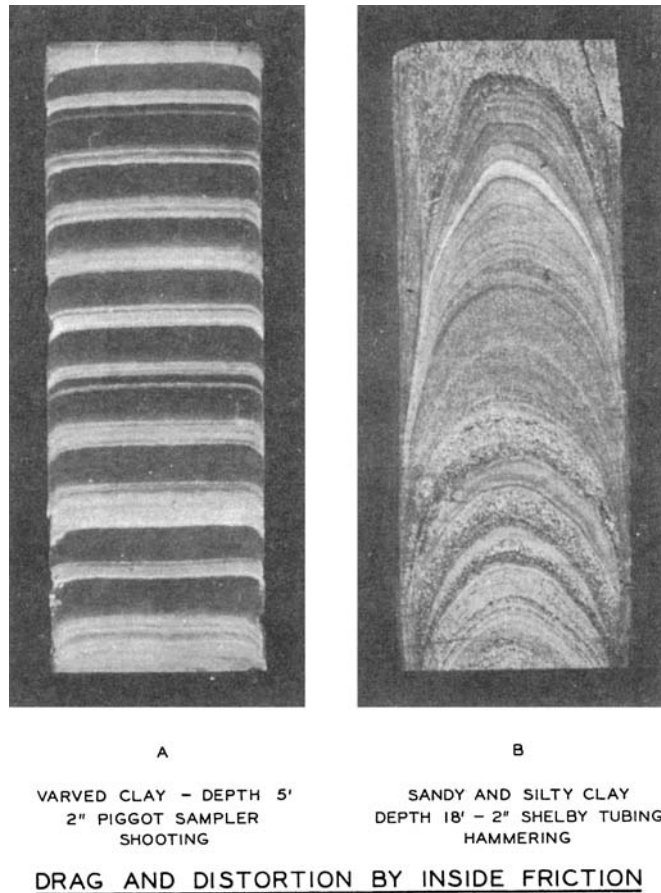 A
VARVED CLAY - DEPTH 5'
2" PIGGOT SAMPLER
SHOOTING
B
SANDY AND SILTY CLAY
DEPTH 18' - 2" SHELBY TUBING
HAMMERING
DRAG AND DISTORTION BY INSIDE FRICTION